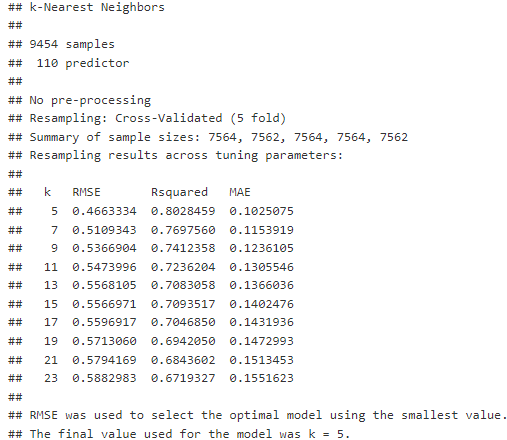 ## k-Nearest Neighbors
##
## 9454 samples
##  110 predictor
##
## No pre-processing
## Resampling: Cross-Validated (5 fold)
## Summary of sample sizes: 7564, 7562, 7564, 7564, 7562
## Resampling results across tuning parameters:
##
##   k   RMSE       Rsquared   MAE
##    5  0.4663334  0.8028459  0.1025075
##    7  0.5109343  0.7697560  0.1153919
##    9  0.5366904  0.7412358  0.1236105
##   11  0.5473996  0.7236204  0.1305546
##   13  0.5568105  0.7083058  0.1366036
##   15  0.5566971  0.7093517  0.1402476
##   17  0.5596917  0.7046850  0.1431936
##   19  0.5713060  0.6942050  0.1472993
##   21  0.5794169  0.6843602  0.1513453
##   23  0.5882983  0.6719327  0.1551623
##
## RMSE was used to select the optimal model using the smallest value.
## The final value used for the model was k = 5.